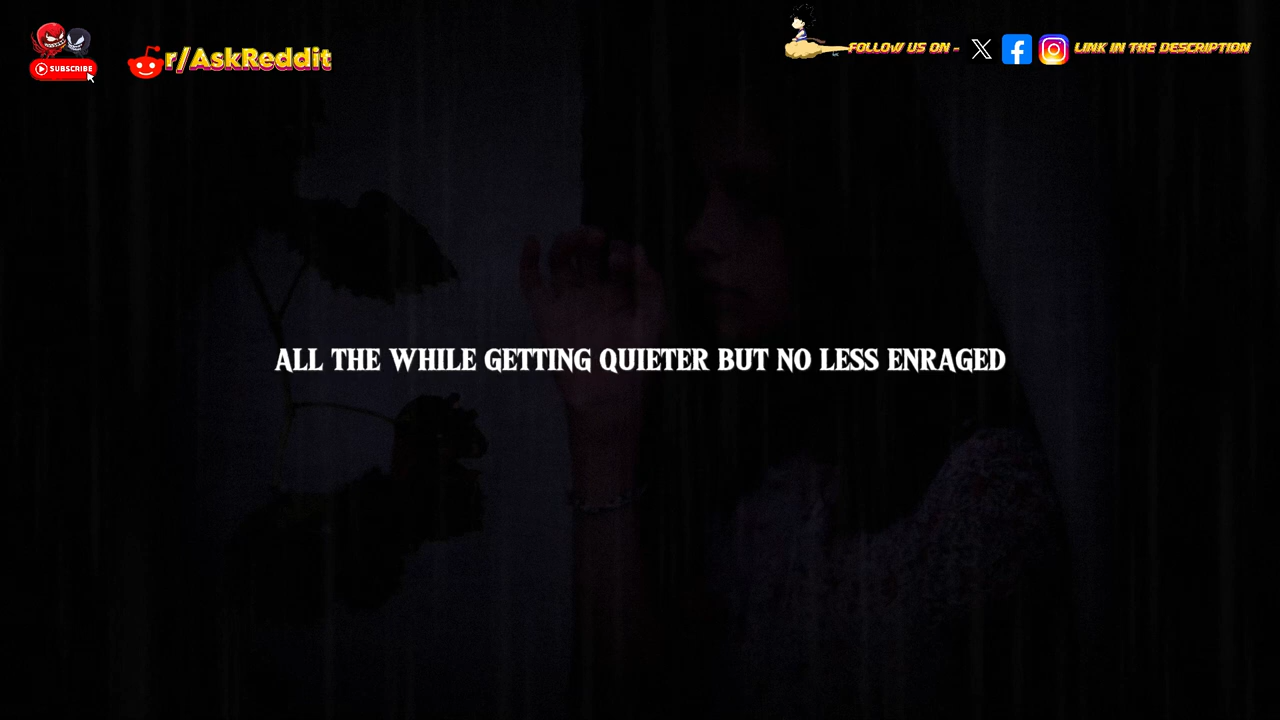 r/AskReddit
SUBSCRIBE
FOLLOW US ON -
LINK IN THE DESCRIPTION
ALL THE WHILE GETTING QUIETER BUT NO LESS ENRAGED